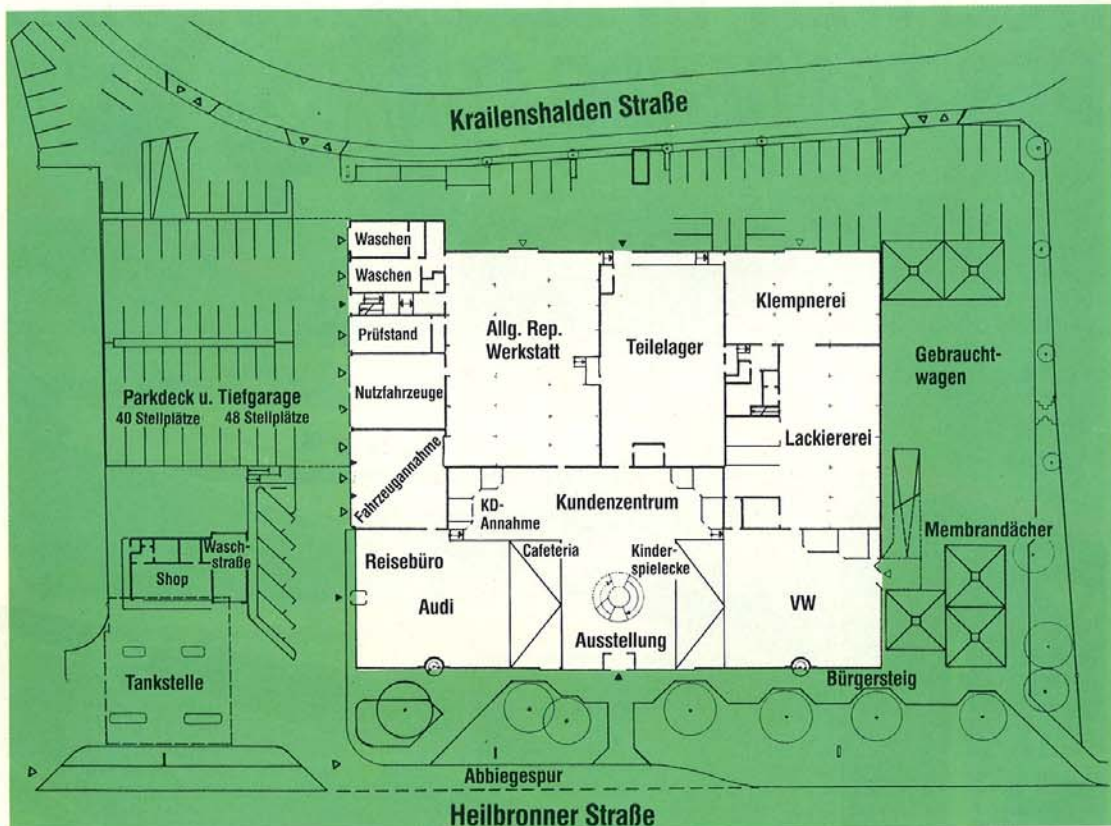 Krailenshalden Straße
Waschen
Waschen
Prüfstand
Nutzfahrzeuge
Fahrzeugannahme
Allg. Rep.
Werkstatt
Teilelager
Klempnerei
Lackiererei
Gebraucht-
wagen
Parkdeck u. Tiefgarage
40 Stellplätze 48 Stellplätze
Kundenzentrum
KD-
Annahme
Membrandächer
Wasch-
straße
Shop
Reisebüro
Cafeteria
Kinder-
spielecke
Audi
VW
Ausstellung
Tankstelle
Bürgersteig
Abbiegespur
Heilbronner Straße